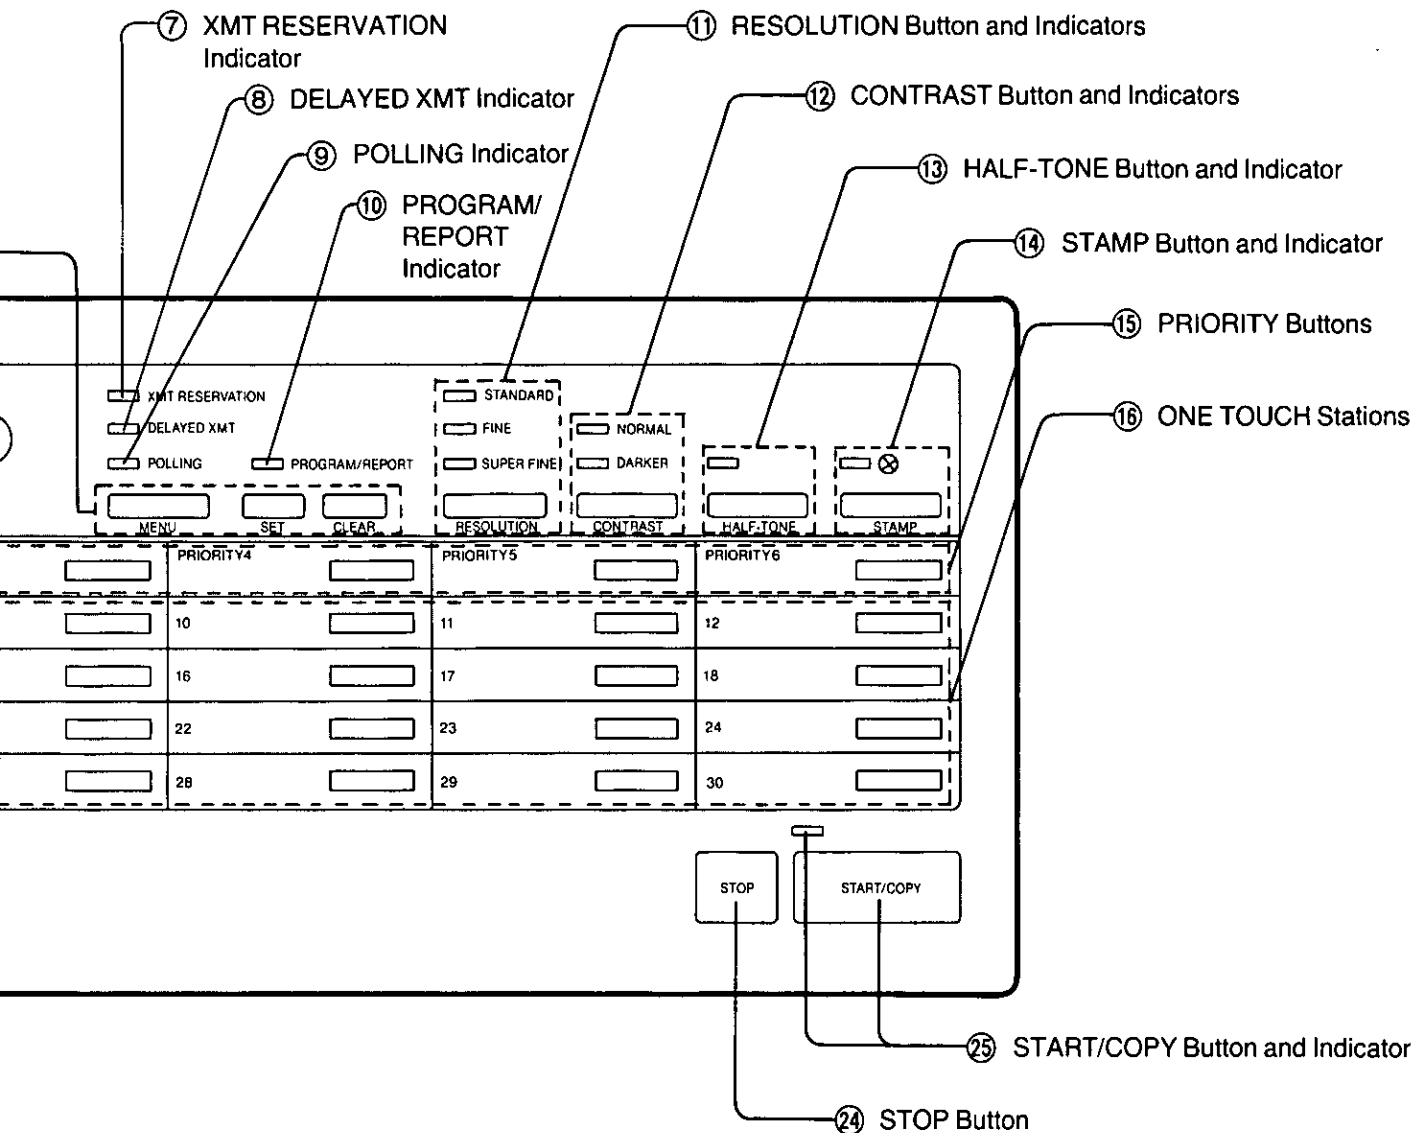 ⑦ XMT RESERVATION
Indicator
⑧ DELAYED XMT Indicator
⑨ POLLING Indicator
⑩ PROGRAM/
REPORT
Indicator
⑪ RESOLUTION Button and Indicators
⑫ CONTRAST Button and Indicators
⑬ HALF-TONE Button and Indicator
⑭ STAMP Button and Indicator
⑮ PRIORITY Buttons
⑯ ONE TOUCH Stations
XMT RESERVATION
DELAYED XMT
POLLING
PROGRAM/REPORT
STANDARD
FINE
SUPER FINE
NORMAL
DARKER
MENU
SET
CLEAR
RESOLUTION
CONTRAST
HALF-TONE
STAMP
PRIORITY4
PRIORITY5
PRIORITY6
10
11
12
16
17
18
22
23
24
28
29
30
STOP
START/COPY
㉕ START/COPY Button and Indicator
㉔ STOP Button